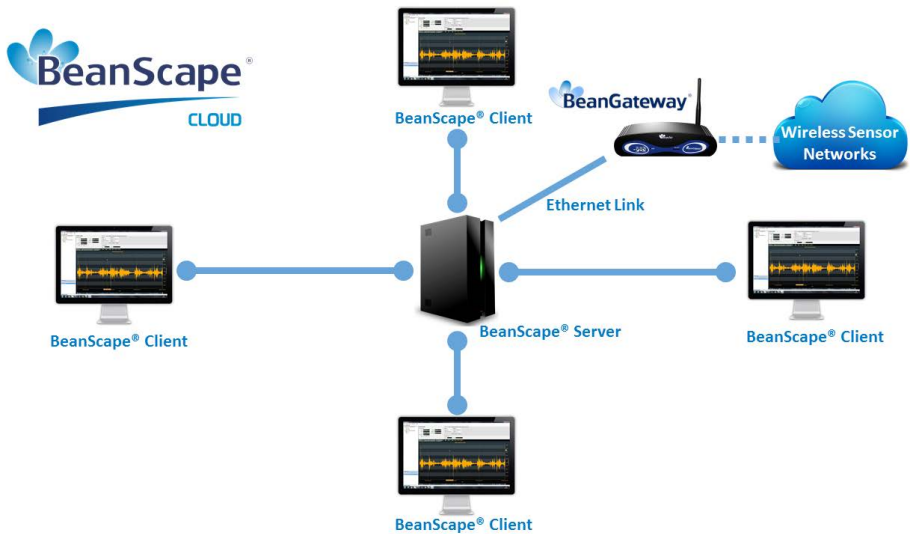 BeanScape®
CLOUD
BeanScape® Client
BeanGateway®
Wireless Sensor
Networks
Ethernet Link
BeanScape® Client
BeanScape® Server
BeanScape® Client
BeanScape® Client